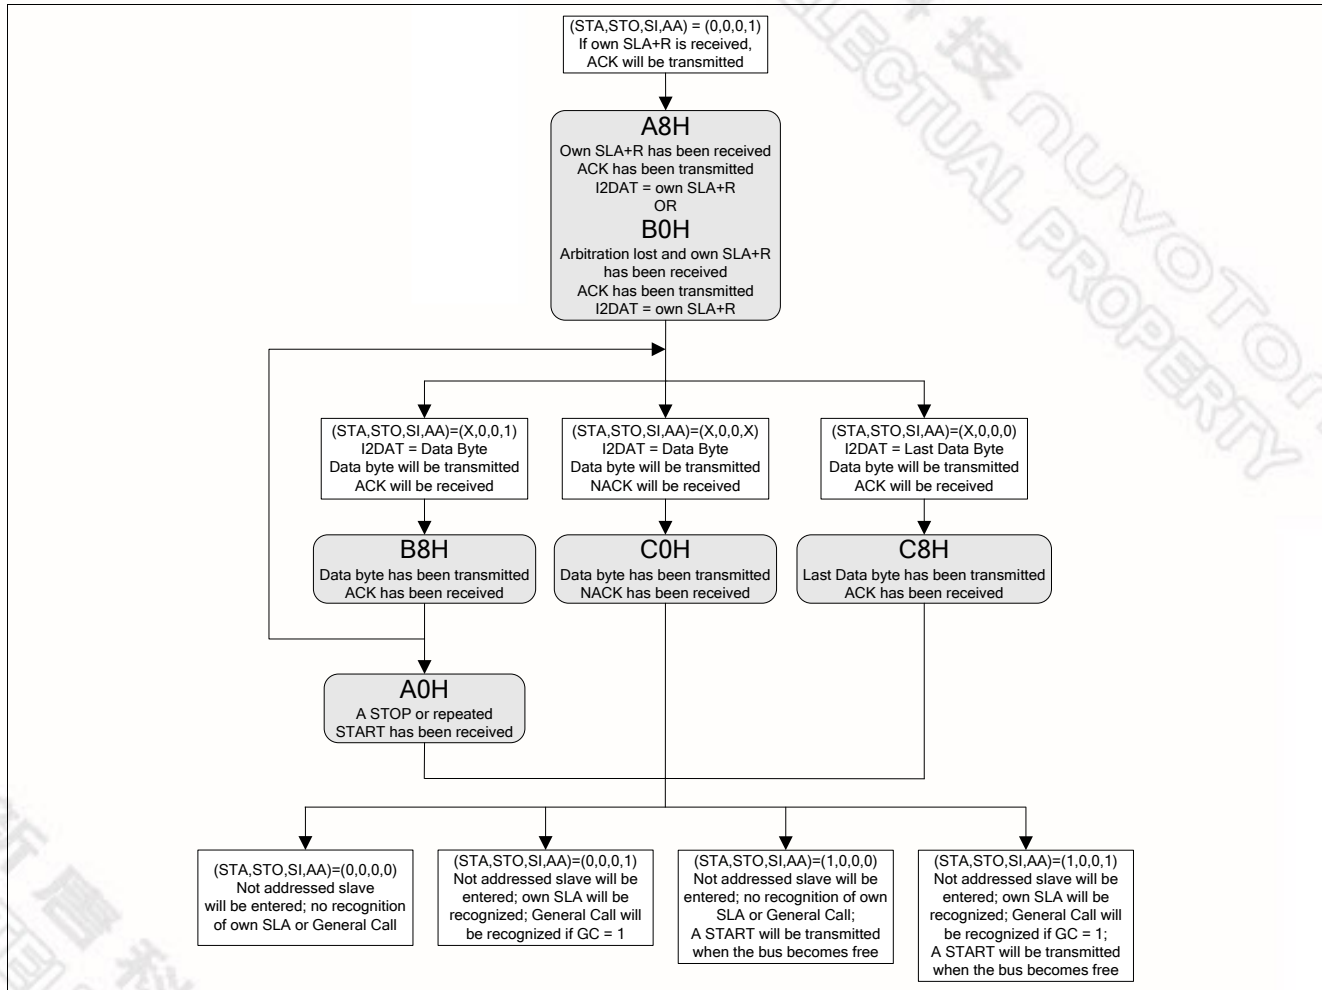 (STA,STO,SI,AA) = (0,0,0,1)
If own SLA+R is received,
ACK will be transmitted
A8H
Own SLA+R has been received
ACK has been transmitted
I2DAT = own SLA+R
OR
B0H
Arbitration lost and own SLA+R
has been received
ACK has been transmitted
I2DAT = own SLA+R
(STA,STO,SI,AA)=(X,0,0,1)
I2DAT = Data Byte
Data byte will be transmitted
ACK will be received
(STA,STO,SI,AA)=(X,0,0,X)
I2DAT = Data Byte
Data byte will be transmitted
NACK will be received
(STA,STO,SI,AA)=(X,0,0,0)
I2DAT = Last Data Byte
Data byte will be transmitted
ACK will be received
B8H
Data byte has been transmitted
ACK has been received
C0H
Data byte has been transmitted
NACK has been received
C8H
Last Data byte has been transmitted
ACK has been received
A0H
A STOP or repeated
START has been received
(STA,STO,SI,AA)=(0,0,0,0)
Not addressed slave
will be entered; no recognition
of own SLA or General Call
(STA,STO,SI,AA)=(0,0,0,1)
Not addressed slave will be
entered; own SLA will be
recognized; General Call will
be recognized if GC = 1
(STA,STO,SI,AA)=(1,0,0,0)
Not addressed slave will be
entered; no recognition of own
SLA or General Call;
A START will be transmitted
when the bus becomes free
(STA,STO,SI,AA)=(1,0,0,1)
Not addressed slave will be
entered; own SLA will be
recognized; General Call will
be recognized if GC = 1;
A START will be transmitted
when the bus becomes free
技 nuvoTon
LECTUAL PROPERTY
新唐科